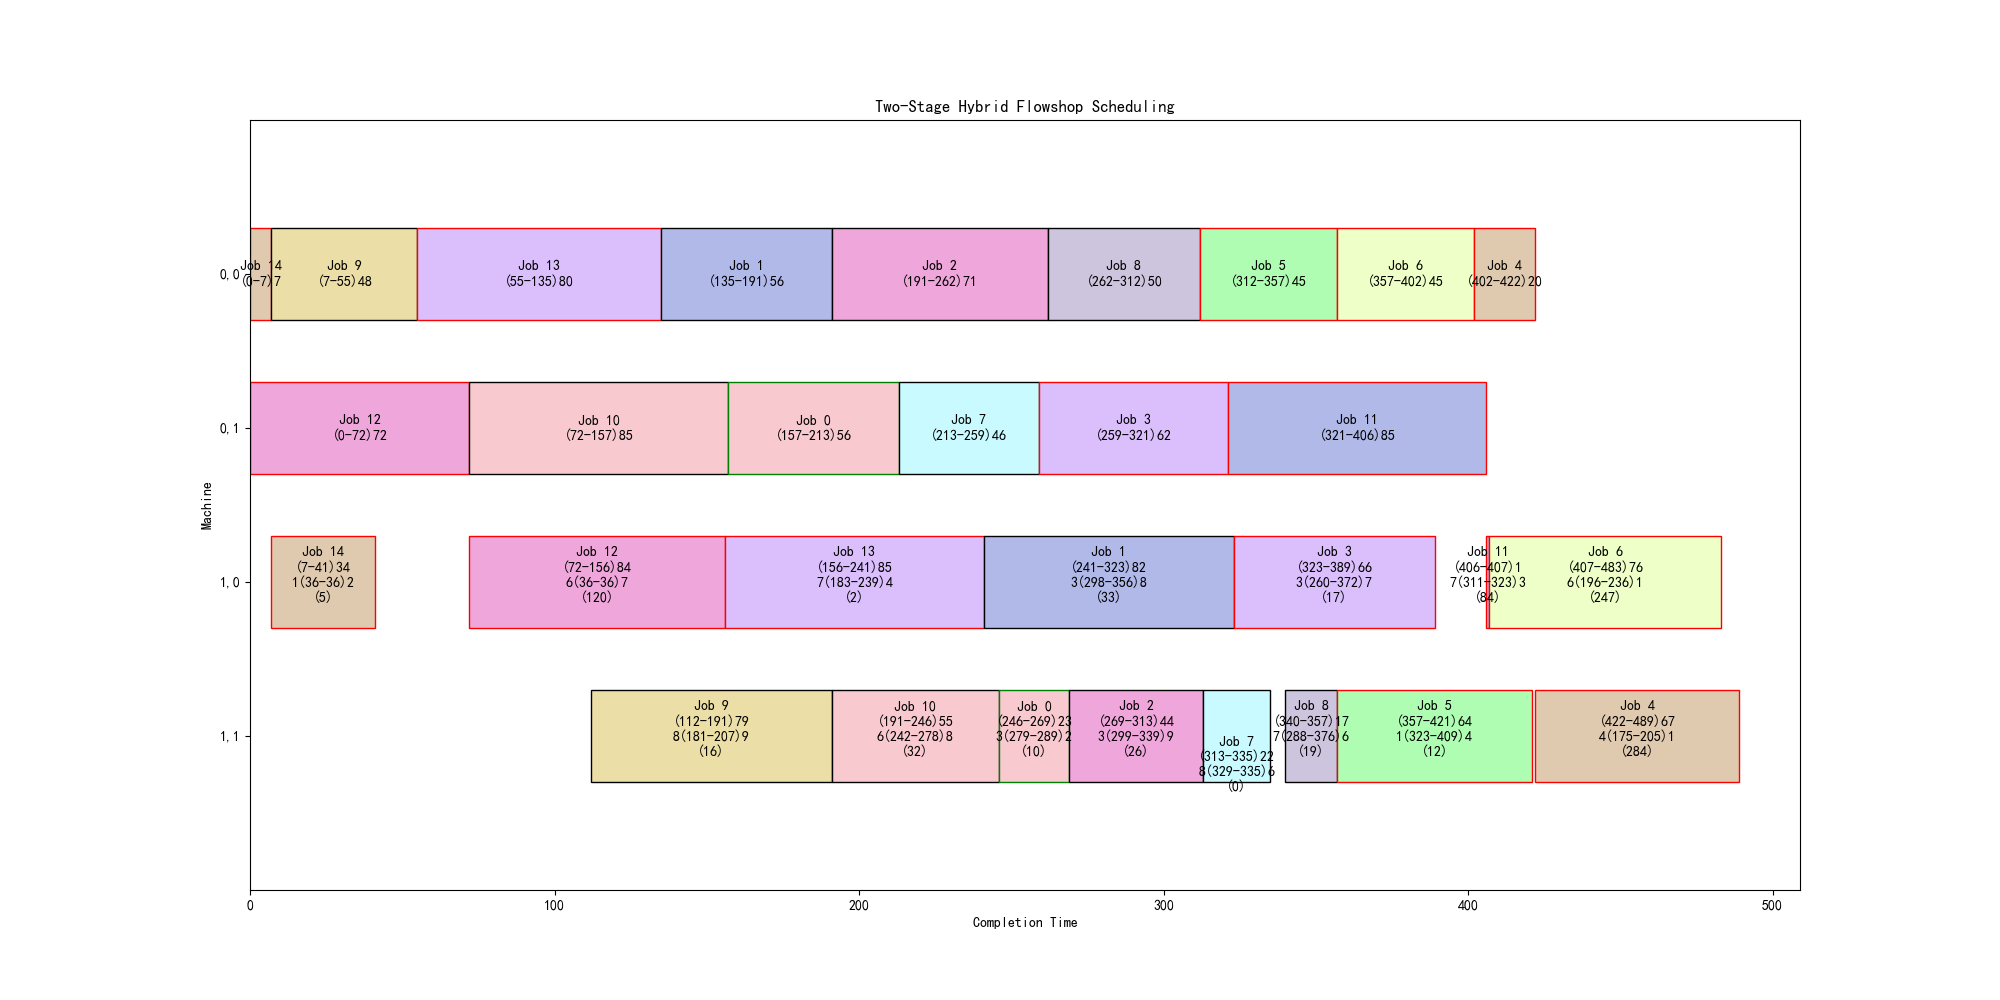 Two-Stage Hybrid Flowshop Scheduling
Machine
0,0
Job 14
(0-7)7
Job 9
(7-55)48
Job 13
(55-135)80
Job 1
(135-191)56
Job 2
(191-262)71
Job 8
(262-312)50
Job 5
(312-357)45
Job 6
(357-402)45
Job 4
(402-422)20
0,1
Job 12
(0-72)72
Job 10
(72-157)85
Job 0
(157-213)56
Job 7
(213-259)46
Job 3
(259-321)62
Job 11
(321-406)85
1,0
Job 14
(7-41)34
1(36-36)2
(5)
Job 12
(72-156)84
6(36-36)7
(120)
Job 13
(156-241)85
7(183-239)4
(2)
Job 1
(241-323)82
3(298-356)8
(33)
Job 3
(323-389)66
3(260-372)7
(17)
Job 11
(406-407)1
7(311-323)3
(84)
Job 6
(407-483)76
6(196-236)1
(247)
1,1
Job 9
(112-191)79
8(181-207)9
(16)
Job 10
(191-246)55
6(242-278)8
(32)
Job 0
(246-269)23
3(279-289)2
(10)
Job 2
(269-313)44
3(299-339)9
(26)
Job 7
(313-335)22
8(329-335)6
(0)
Job 8
(340-357)17
7(288-376)6
(19)
Job 5
(357-421)64
1(323-409)4
(12)
Job 4
(422-489)67
4(175-205)1
(284)
0
100
200
300
400
500
Completion Time